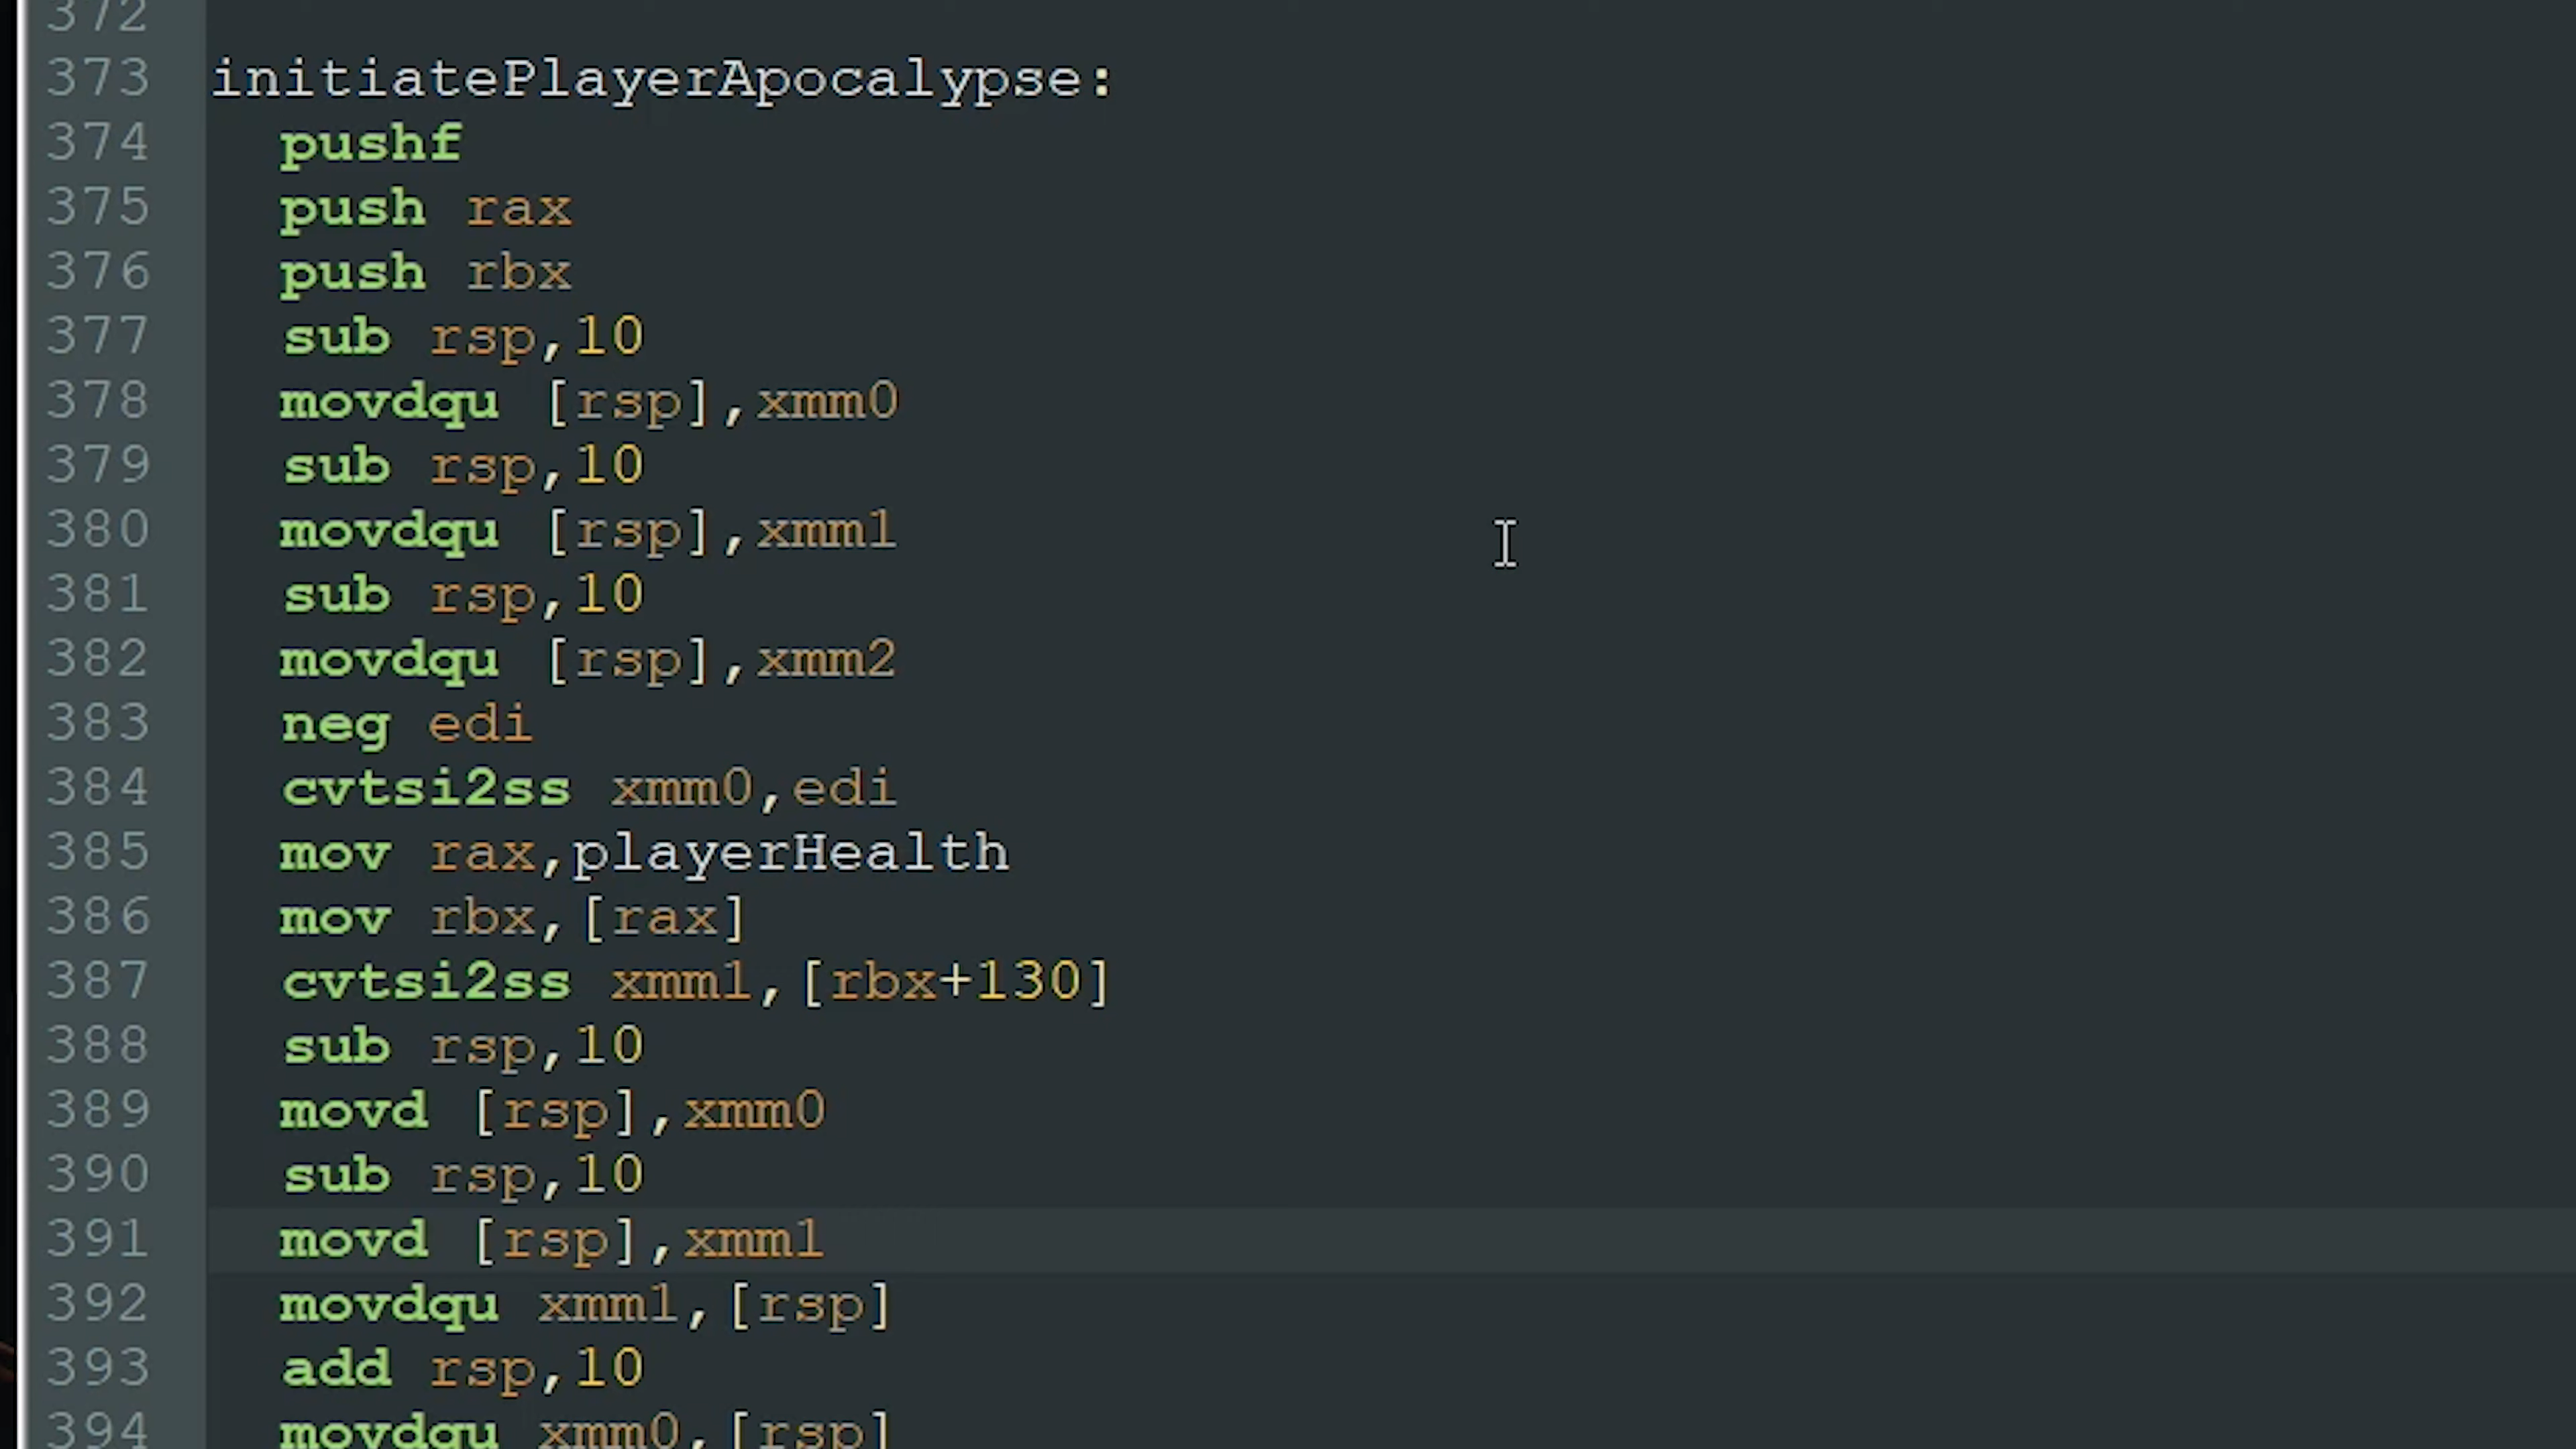 372
373 initiatePlayerApocalypse:
374 pushf
375 push rax
376 push rbx
377 sub rsp,10
378 movdqu [rsp],xmm0
379 sub rsp,10
380 movdqu [rsp],xmm1
381 sub rsp,10
382 movdqu [rsp],xmm2
383 neg edi
384 cvtsi2ss xmm0,edi
385 mov rax,playerHealth
386 mov rbx,[rax]
387 cvtsi2ss xmm1,[rbx+130]
388 sub rsp,10
389 movd [rsp],xmm0
390 sub rsp,10
391 movd [rsp],xmm1
392 movdqu xmm1,[rsp]
393 add rsp,10
394 movdqu xmm0,[rsp]